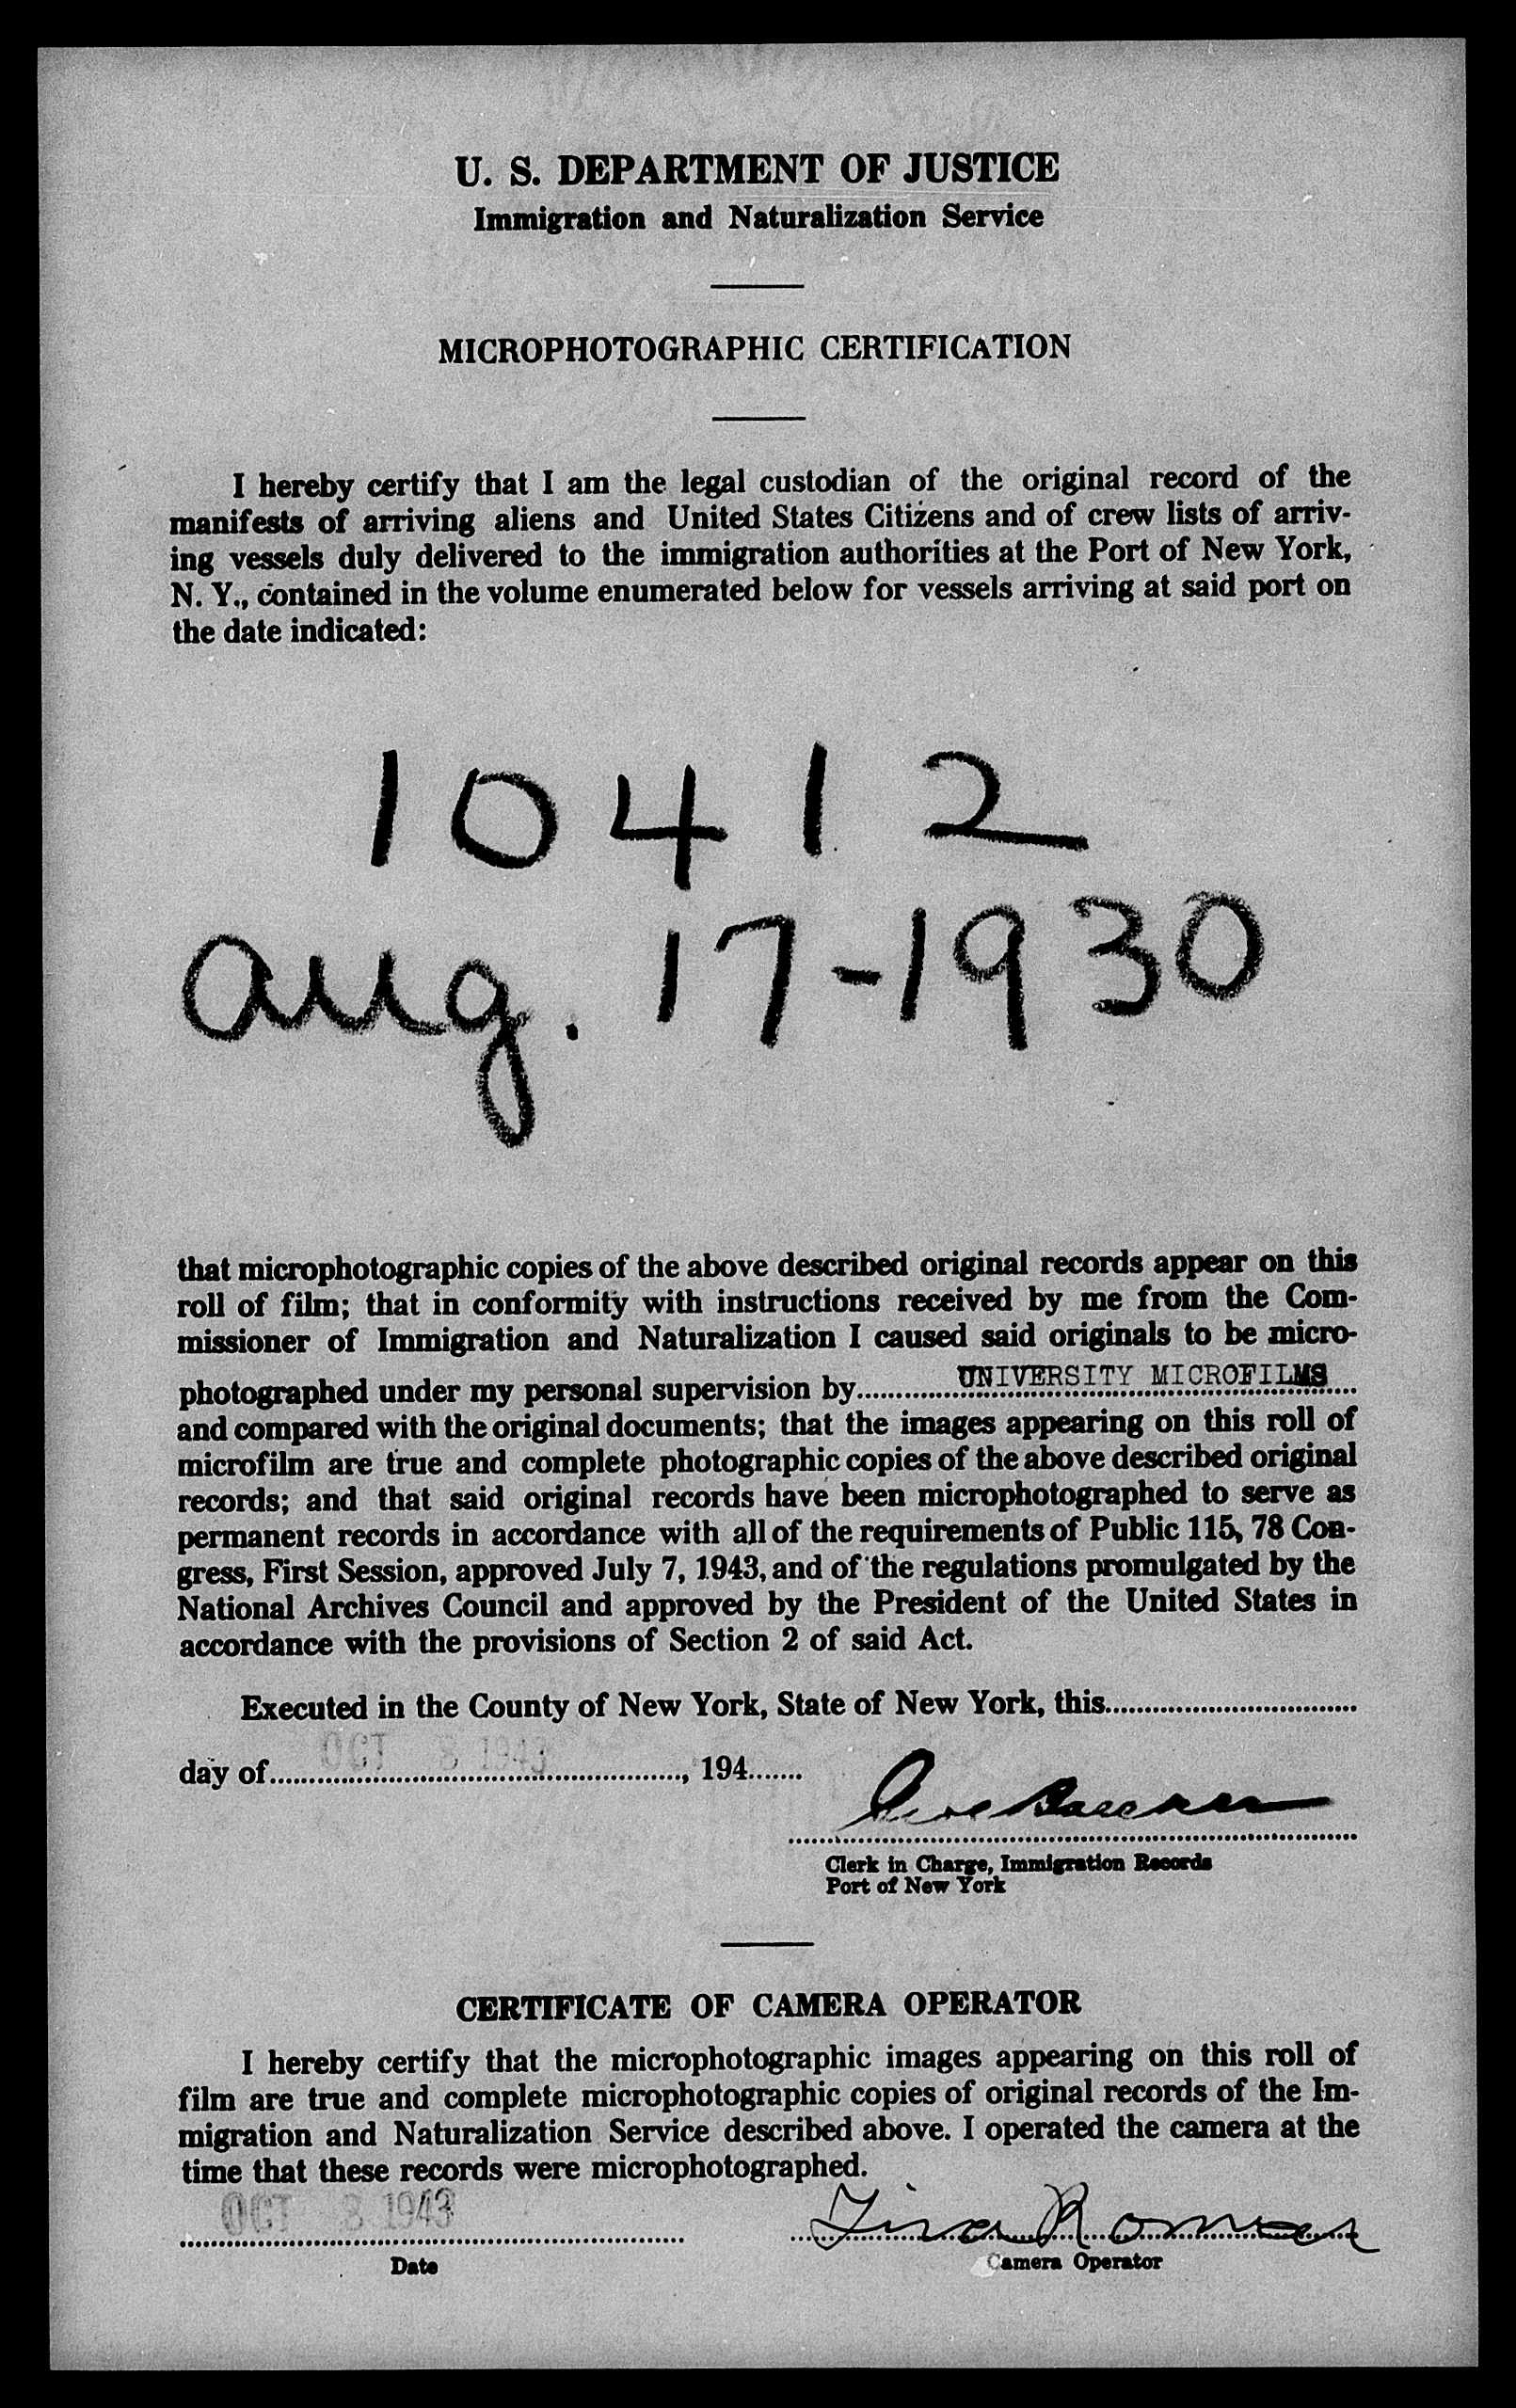 U. S. DEPARTMENT OF JUSTICE
Immigration and Naturalization Service
MICROPHOTOGRAPHIC CERTIFICATION
I hereby certify that I am the legal custodian of the original record of the
manifests of arriving aliens and United States Citizens and of crew lists of arriv-
ing vessels duly delivered to the immigration authorities at the Port of New York,
N. Y., contained in the volume enumerated below for vessels arriving at said port on
the date indicated:
10412
Aug. 17-1930
that microphotographic copies of the above described original records appear on this
roll of film; that in conformity with instructions received by me from the Com-
missioner of Immigration and Naturalization I caused said originals to be micro-
photographed under my personal supervision by UNIVERSITY MICROFILMS
and compared with the original documents; that the images appearing on this roll of
microfilm are true and complete photographic copies of the above described original
records; and that said original records have been microphotographed to serve as
permanent records in accordance with all of the requirements of Public 115, 78 Con-
gress, First Session, approved July 7, 1943, and of the regulations promulgated by the
National Archives Council and approved by the President of the United States in
accordance with the provisions of Section 2 of said Act.
Executed in the County of New York, State of New York, this
day of OCT 8 1943, 194
Clerk in Charge, Immigration Records
Port of New York
CERTIFICATE OF CAMERA OPERATOR
I hereby certify that the microphotographic images appearing on this roll of
film are true and complete microphotographic copies of original records of the Im-
migration and Naturalization Service described above. I operated the camera at the
time that these records were microphotographed.
OCT 8 1943
Date
Camera Operator